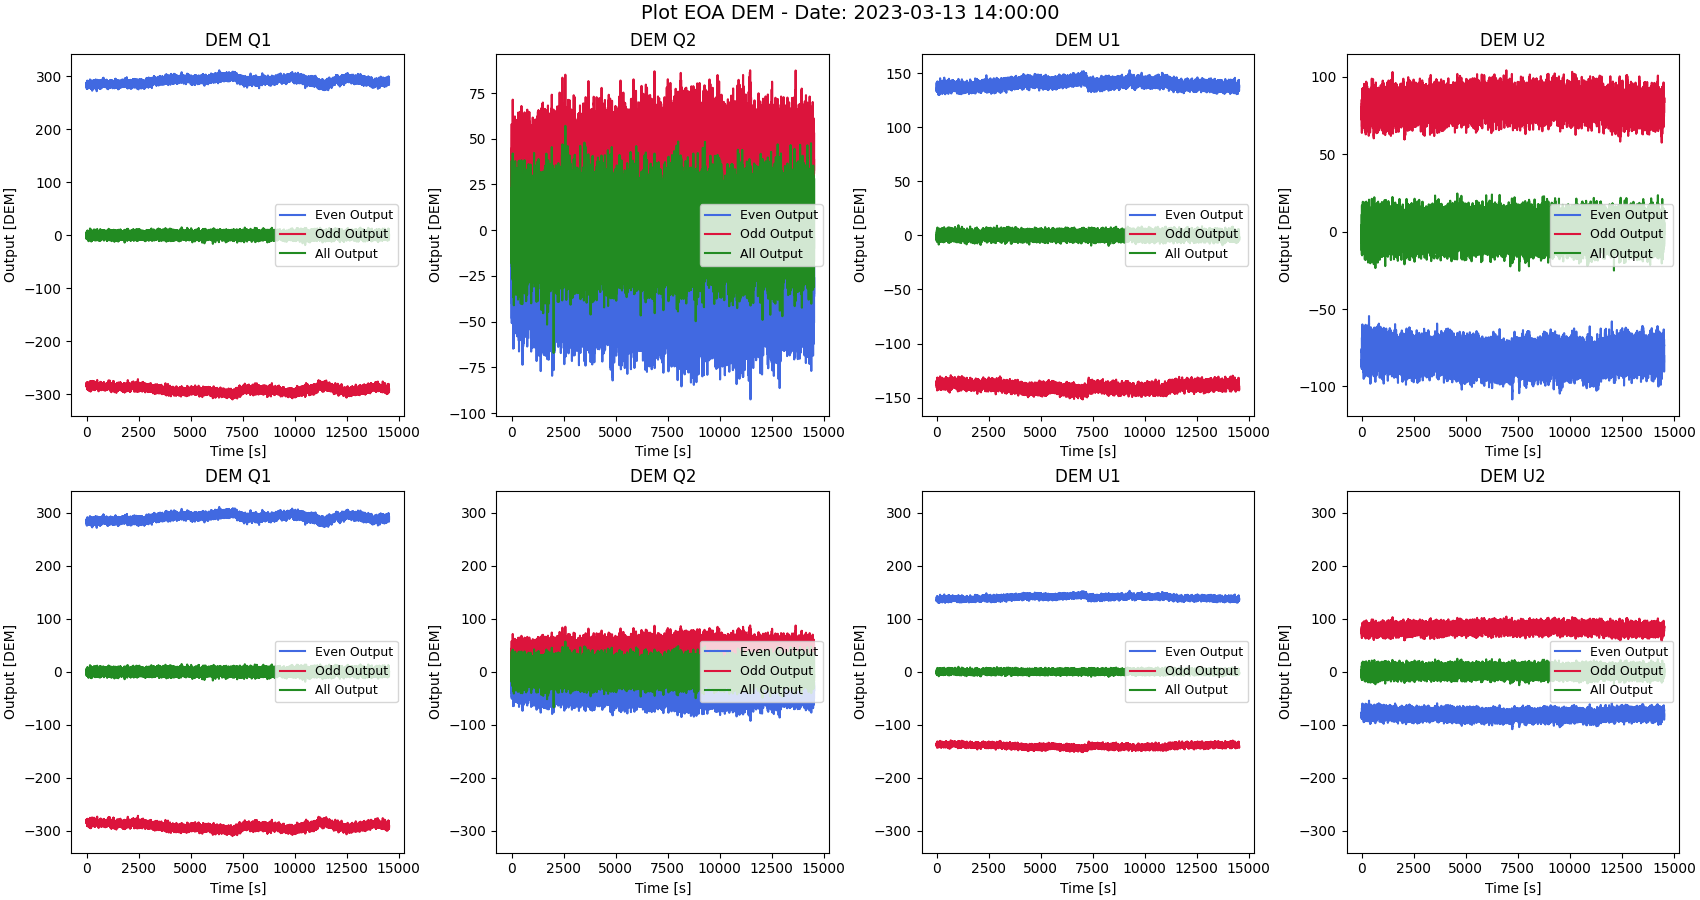 Plot EOA DEM - Date: 2023-03-13 14:00:00
DEM Q1
Output [DEM]
300
200
100
0
−100
−200
−300
Even Output
Odd Output
All Output
0 2500 5000 7500 10000 12500 15000
Time [s]
DEM Q2
Output [DEM]
75
50
25
0
−25
−50
−75
−100
Even Output
Odd Output
All Output
0 2500 5000 7500 10000 12500 15000
Time [s]
DEM U1
Output [DEM]
150
100
50
0
−50
−100
−150
Even Output
Odd Output
All Output
0 2500 5000 7500 10000 12500 15000
Time [s]
DEM U2
Output [DEM]
100
50
0
−50
−100
Even Output
Odd Output
All Output
0 2500 5000 7500 10000 12500 15000
Time [s]
DEM Q1
Output [DEM]
300
200
100
0
−100
−200
−300
Even Output
Odd Output
All Output
0 2500 5000 7500 10000 12500 15000
Time [s]
DEM Q2
Output [DEM]
300
200
100
0
−100
−200
−300
Even Output
Odd Output
All Output
0 2500 5000 7500 10000 12500 15000
Time [s]
DEM U1
Output [DEM]
300
200
100
0
−100
−200
−300
Even Output
Odd Output
All Output
0 2500 5000 7500 10000 12500 15000
Time [s]
DEM U2
Output [DEM]
300
200
100
0
−100
−200
−300
Even Output
Odd Output
All Output
0 2500 5000 7500 10000 12500 15000
Time [s]